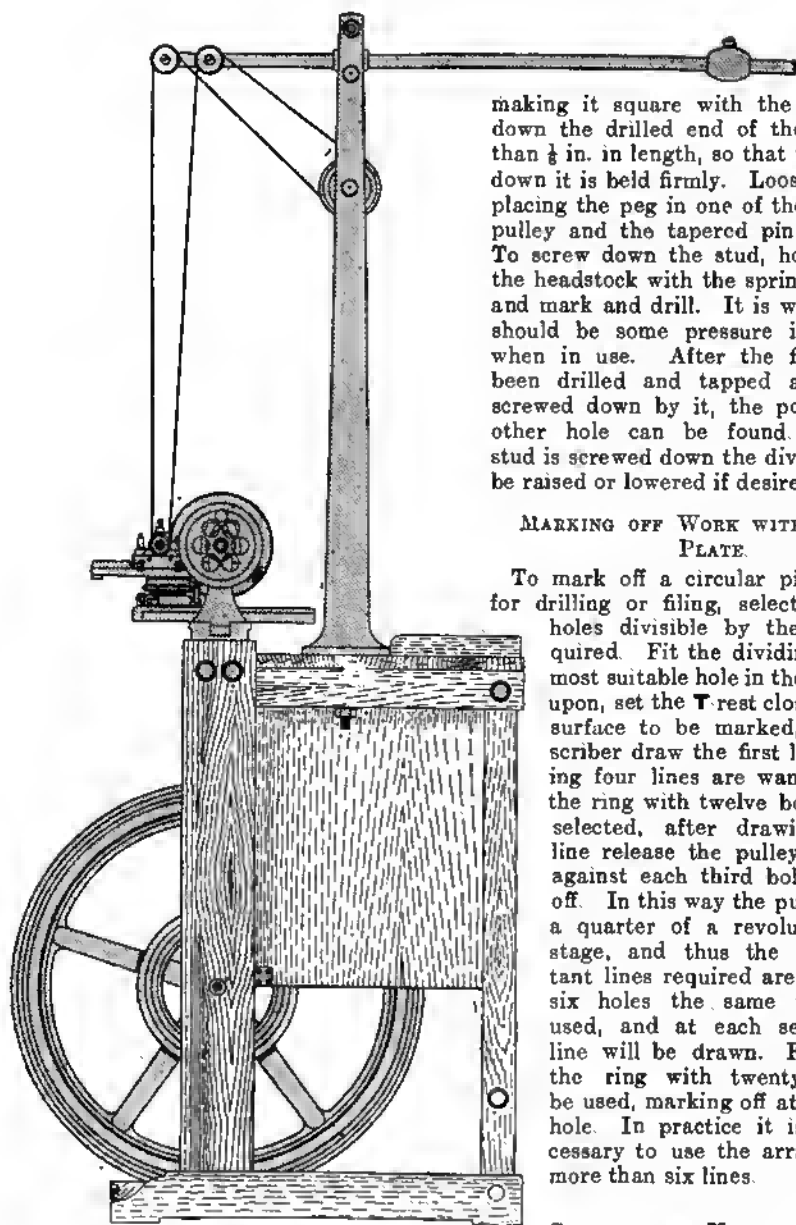 making it square with the
down the drilled end of the
than ⅛ in. in length, so that
down it is held firmly. Loos
placing the peg in one of the
pulley and the tapered pin
To screw down the stud, ho
the headstock with the sprin
and mark and drill. It is w
should be some pressure i
when in use. After the f
been drilled and tapped a
screwed down by it, the po
other hole can be found.
stud is screwed down the div
be raised or lowered if desire
MARKING OFF WORK WITH
PLATE.
To mark off a circular pi
for drilling or filing, select
holes divisible by the
quired. Fit the dividin
most suitable hole in the
upon, set the T rest clos
surface to be marked,
scriber draw the first l
ing four lines are wan
the ring with twelve ho
selected, after drawi
line release the pulley
against each third hol
off. In this way the pu
a quarter of a revolu
stage, and thus the
tant lines required are
six holes the same
used, and at each se
line will be drawn. F
the ring with twenty
be used, marking off at
hole. In practice it i
cessary to use the arr
more than six lines.